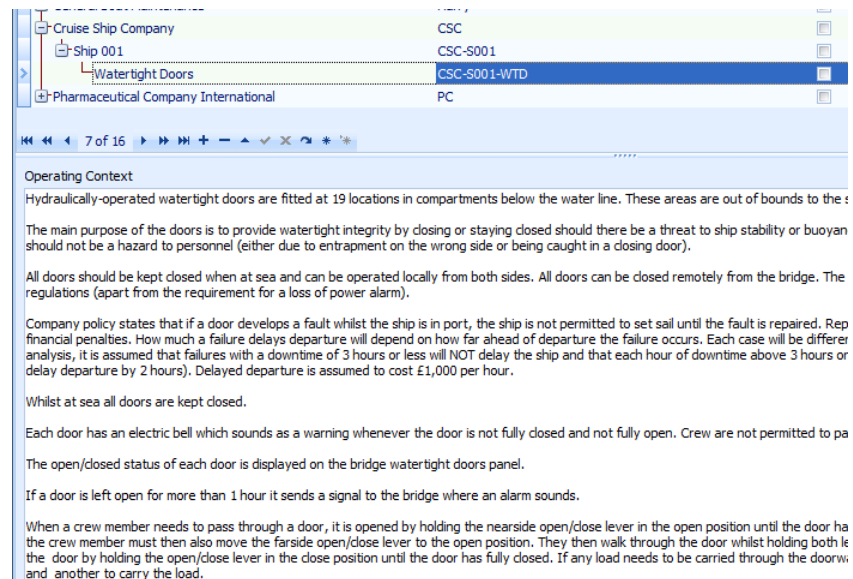 Cruise Ship Company CSC
Ship 001 CSC-S001
Watertight Doors CSC-S001-WTD
Pharmaceutical Company International PC
7 of 16
Operating Context
Hydraulically-operated watertight doors are fitted at 19 locations in compartments below the water line. These areas are out of bounds to the
The main purpose of the doors is to provide watertight integrity by closing or staying closed should there be a threat to ship stability or
should not be a hazard to personnel (either due to entrapment on the wrong side or being caught in a closing door).
All doors should be kept closed when at sea and can be operated locally from both sides. All doors can be closed remotely from the bridge. The
regulations (apart from the requirement for a loss of power alarm).
Company policy states that if a door develops a fault whilst the ship is in port, the ship is not permitted to set sail until the fault is repaired.
financial penalties. How much a failure delays departure will depend on how far ahead of departure the failure occurs. Each case will be
analysis, it is assumed that failures with a downtime of 3 hours or less will NOT delay the ship and that each hour of downtime above 3 hours
delay departure by 2 hours). Delayed departure is assumed to cost £1,000 per hour.
Whilst at sea all doors are kept closed.
Each door has an electric bell which sounds as a warning whenever the door is not fully closed and not fully open. Crew are not permitted to
The open/closed status of each door is displayed on the bridge watertight doors panel.
If a door is left open for more than 1 hour it sends a signal to the bridge where an alarm sounds.
When a crew member needs to pass through a door, it is opened by holding the nearside open/close lever in the open position until the door
the crew member must then also move the farside open/close lever to the open position. They then walk through the door whilst holding both
the door by holding the open/close lever in the close position until the door has fully closed. If any load needs to be carried through the
and another to carry the load.